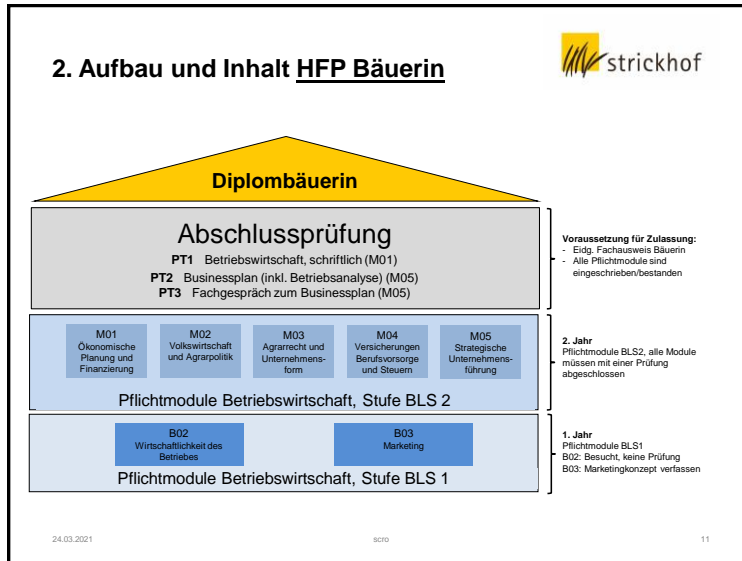 2. Aufbau und Inhalt HFP Bäuerin
strickhof
Diplombäuerin
Abschlussprüfung
PT1 Betriebswirtschaft, schriftlich (M01)
PT2 Businessplan (inkl. Betriebsanalyse) (M05)
PT3 Fachgespräch zum Businessplan (M05)
Voraussetzung für Zulassung:
- Eidg. Fachausweis Bäuerin
- Alle Pflichtmodule sind
eingeschrieben/bestanden
M01
Ökonomische
Planung und
Finanzierung
M02
Volkswirtschaft
und Agrarpolitik
M03
Agrarrecht und
Unternehmens-
form
M04
Versicherungen
Berufsvorsorge
und Steuern
M05
Strategische
Unternehmens-
führung
Pflichtmodule Betriebswirtschaft, Stufe BLS 2
2. Jahr
Pflichtmodule BLS2, alle Module
müssen mit einer Prüfung
abgeschlossen
B02
Wirtschaftlichkeit des
Betriebes
B03
Marketing
Pflichtmodule Betriebswirtschaft, Stufe BLS 1
1. Jahr
Pflichtmodule BLS1
B02: Besucht, keine Prüfung
B03: Marketingkonzept verfassen
24.03.2021
scro
11